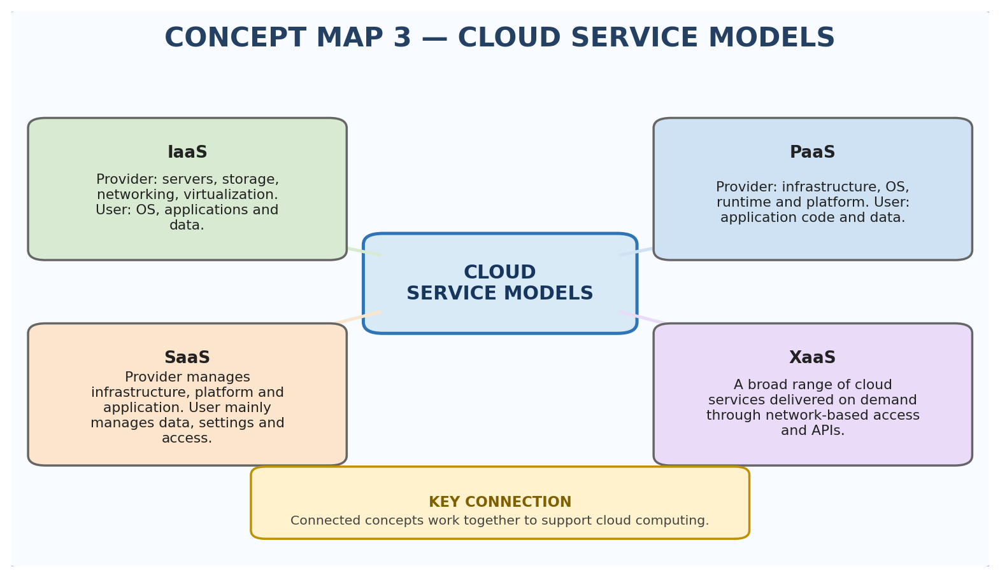 CONCEPT MAP 3 — CLOUD SERVICE MODELS
IaaS
Provider: servers, storage,
networking, virtualization.
User: OS, applications and
data.
PaaS
Provider: infrastructure, OS,
runtime and platform. User:
application code and data.
CLOUD
SERVICE MODELS
SaaS
Provider manages
infrastructure, platform and
application. User mainly
manages data, settings and
access.
XaaS
A broad range of cloud
services delivered on demand
through network-based access
and APIs.
KEY CONNECTION
Connected concepts work together to support cloud computing.